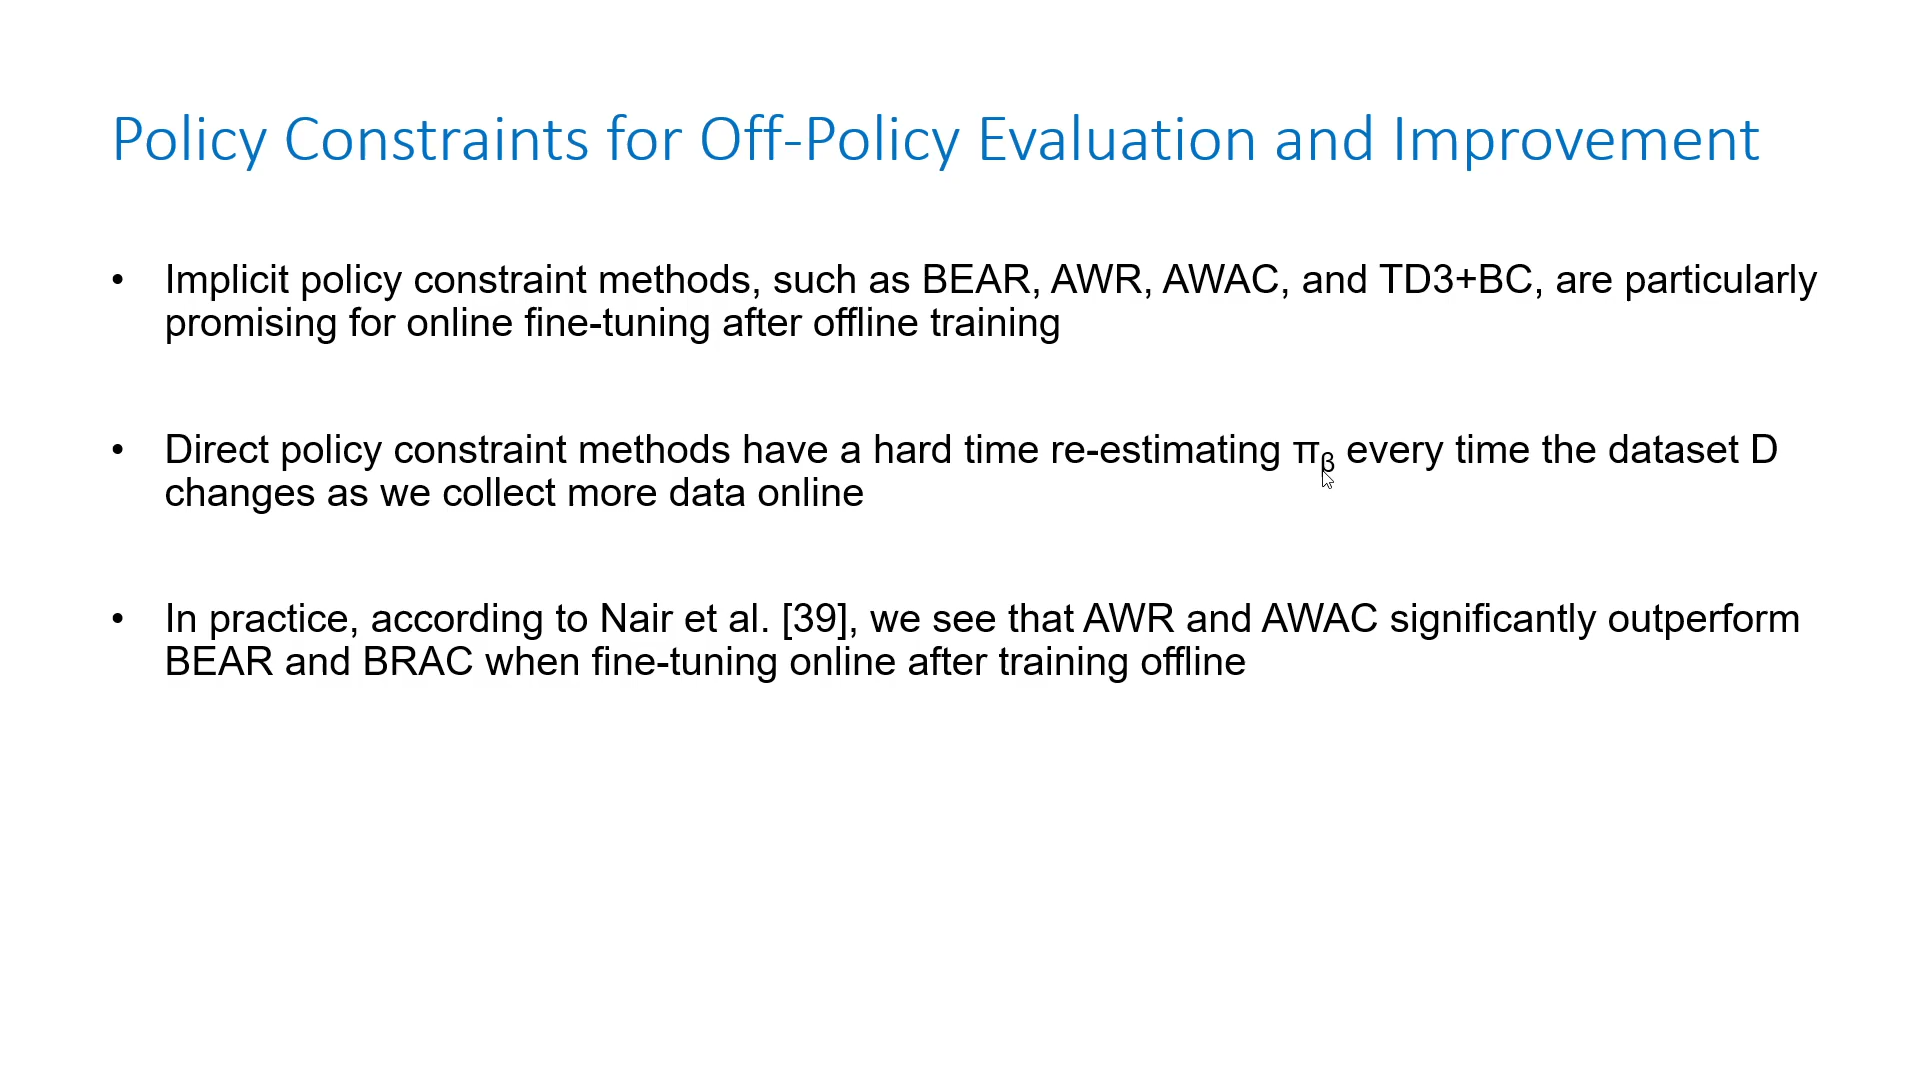 Policy Constraints for Off-Policy Evaluation and Improvement
• Implicit policy constraint methods, such as BEAR, AWR, AWAC, and TD3+BC, are particularly
promising for online fine-tuning after offline training
• Direct policy constraint methods have a hard time re-estimating π_β every time the dataset D
changes as we collect more data online
• In practice, according to Nair et al. [39], we see that AWR and AWAC significantly outperform
BEAR and BRAC when fine-tuning online after training offline